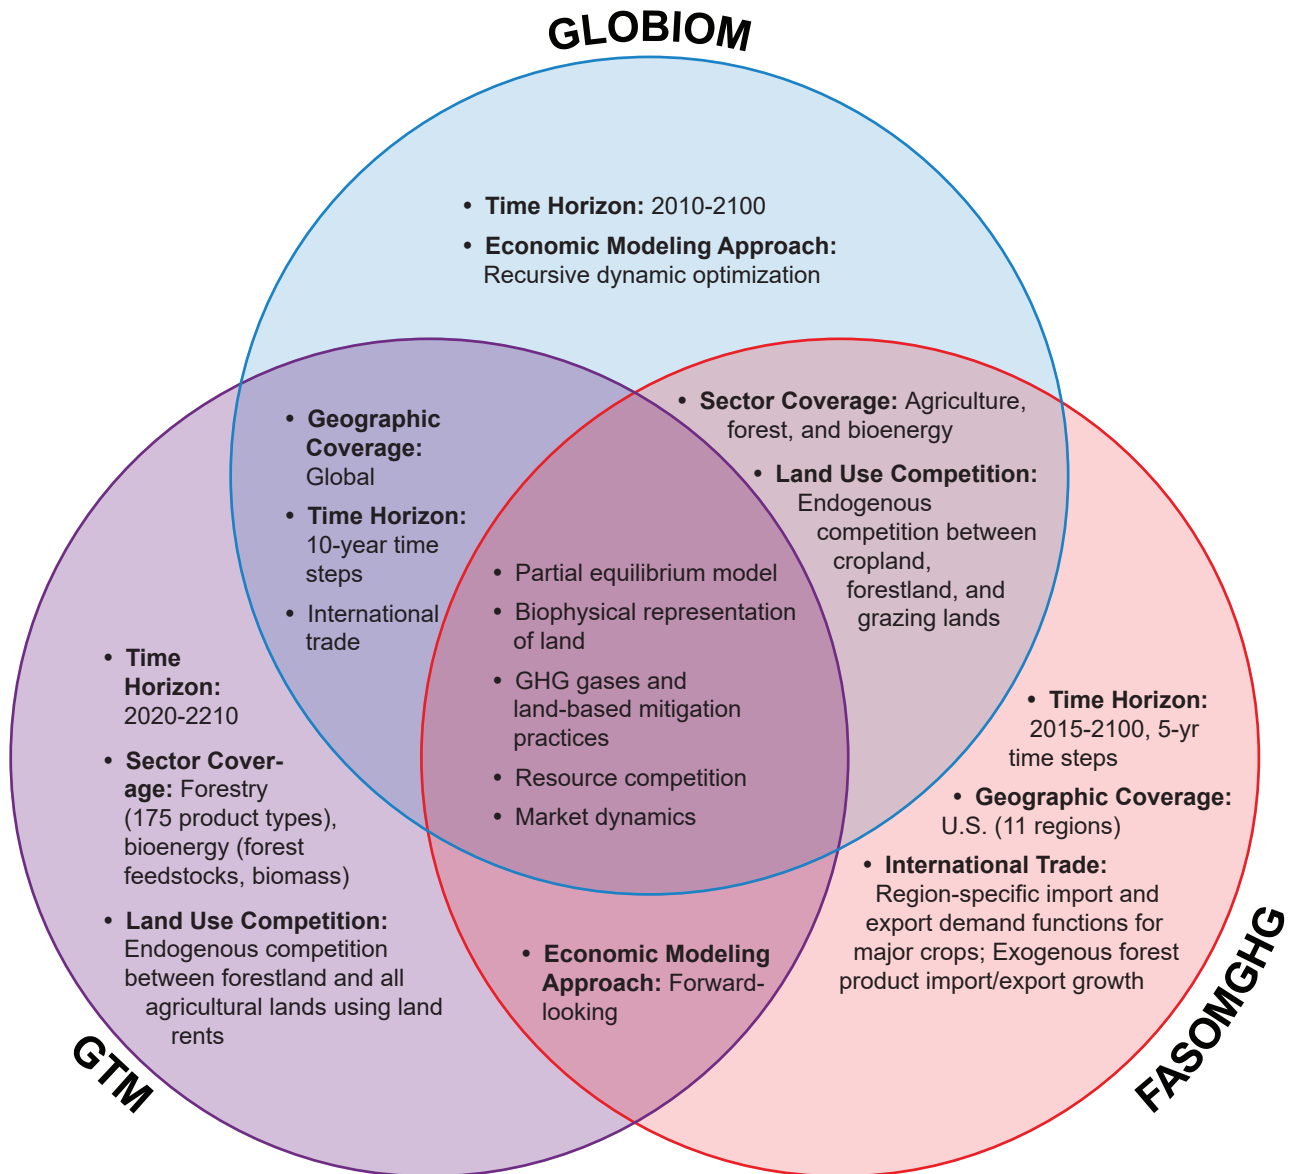 GLOBIOM
• Time Horizon: 2010-2100
• Economic Modeling Approach:
Recursive dynamic optimization
• Geographic
Coverage:
Global
• Time Horizon:
10-year time
steps
• International
trade
• Sector Coverage: Agriculture,
forest, and bioenergy
• Land Use Competition:
Endogenous
competition between
cropland,
forestland, and
grazing lands
• Partial equilibrium model
• Biophysical representation
of land
• GHG gases and
land-based mitigation
practices
• Resource competition
• Market dynamics
• Time
Horizon:
2020-2210
• Sector Cover-
age: Forestry
(175 product types),
bioenergy (forest
feedstocks, biomass)
• Land Use Competition:
Endogenous competition
between forestland and all
agricultural lands using land
rents
• Economic Modeling
Approach: Forward-
looking
• Time Horizon:
2015-2100, 5-yr
time steps
• Geographic Coverage:
U.S. (11 regions)
• International Trade:
Region-specific import and
export demand functions for
major crops; Exogenous forest
product import/export growth
GTM
FASOMGHG